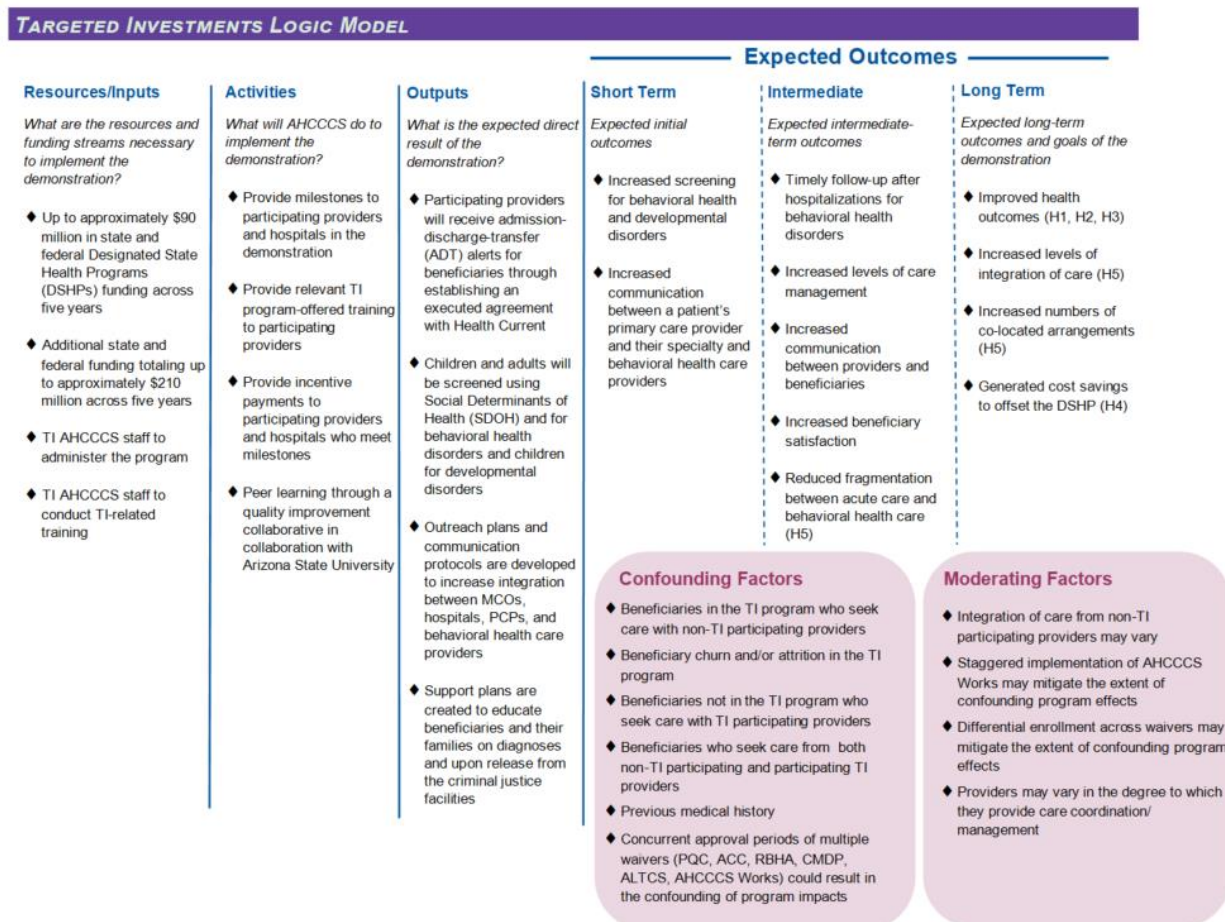 TARGETED INVESTMENTS LOGIC MODEL
Expected Outcomes
Resources/Inputs
What are the resources and
funding streams necessary
to implement the
demonstration?
♦ Up to approximately $90
million in state and
federal Designated State
Health Programs
(DSHPs) funding across
five years
♦ Additional state and
federal funding totaling up
to approximately $210
million across five years
♦ TI AHCCCS staff to
administer the program
♦ TI AHCCCS staff to
conduct TI-related
training
Activities
What will AHCCCS do to
implement the
demonstration?
♦ Provide milestones to
participating providers
and hospitals in the
demonstration
♦ Provide relevant TI
program-offered training
to participating
providers
♦ Provide incentive
payments to
participating providers
and hospitals who meet
milestones
♦ Peer learning through a
quality improvement
collaborative in
collaboration with
Arizona State University
Outputs
What is the expected direct
result of the
demonstration?
♦ Participating providers
will receive admission-
discharge-transfer
(ADT) alerts for
beneficiaries through
establishing an
executed agreement
with Health Current
♦ Children and adults will
be screened using
Social Determinants of
Health (SDOH) and for
behavioral health
disorders and children
for developmental
disorders
♦ Outreach plans and
communication
protocols are developed
to increase integration
between MCOs,
hospitals, PCPs, and
behavioral health care
providers
♦ Support plans are
created to educate
beneficiaries and their
families on diagnoses
and upon release from
the criminal justice
facilities
Short Term
Expected initial
outcomes
♦ Increased screening
for behavioral health
and developmental
disorders
♦ Increased
communication
between a patient's
primary care provider
and their specialty and
behavioral health care
providers
Intermediate
Expected intermediate-
term outcomes
♦ Timely follow-up after
hospitalizations for
behavioral health
disorders
♦ Increased levels of care
management
♦ Increased
communication
between providers and
beneficiaries
♦ Increased beneficiary
satisfaction
♦ Reduced fragmentation
between acute care and
behavioral health care
(H5)
Long Term
Expected long-term
outcomes and goals of the
demonstration
♦ Improved health
outcomes (H1, H2, H3)
♦ Increased levels of
integration of care (H5)
♦ Increased numbers of
co-located arrangements
(H5)
♦ Generated cost savings
to offset the DSHP (H4)
Confounding Factors
♦ Beneficiaries in the TI program who seek
care with non-TI participating providers
♦ Beneficiary churn and/or attrition in the TI
program
♦ Beneficiaries not in the TI program who
seek care with TI participating providers
♦ Beneficiaries who seek care from both
non-TI participating and participating TI
providers
♦ Previous medical history
♦ Concurrent approval periods of multiple
waivers (PQC, ACC, RBHA, CMDP,
ALTCS, AHCCCS Works) could result in
the confounding of program impacts
Moderating Factors
♦ Integration of care from non-TI
participating providers may vary
♦ Staggered implementation of AHCCCS
Works may mitigate the extent of
confounding program effects
♦ Differential enrollment across waivers may
mitigate the extent of confounding program
effects
♦ Providers may vary in the degree to which
they provide care coordination/
management